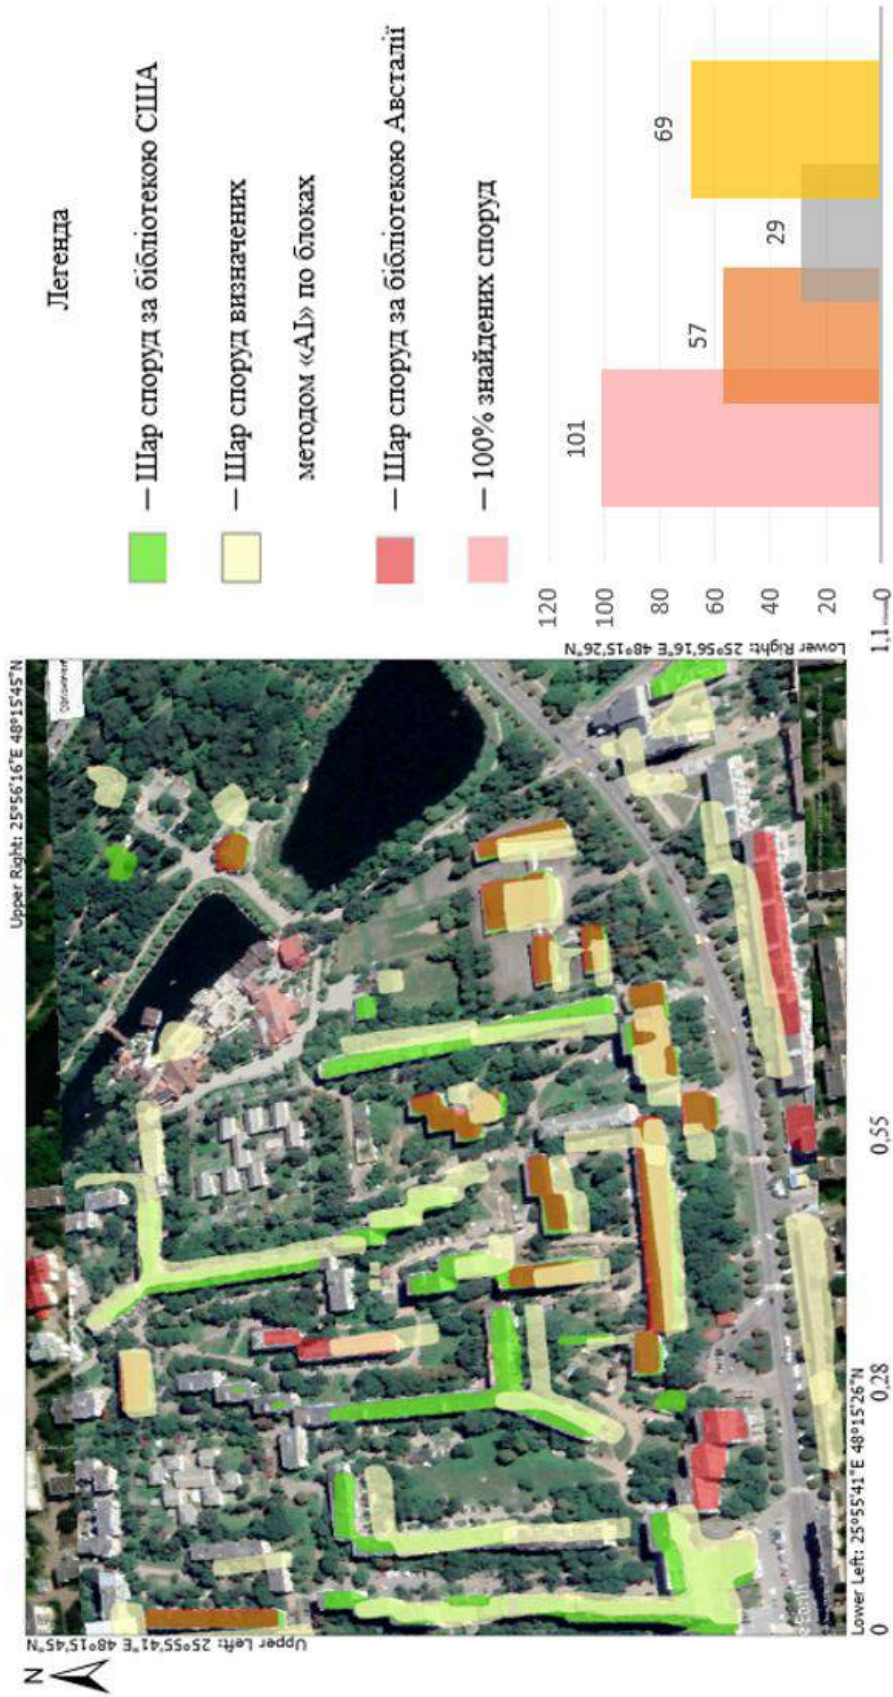 N
Upper Left: 25°55'41"E 48°15'45"N
Upper Right: 25°56'16"E 48°15'45"N
Lower Left: 25°55'41"E 48°15'26"N
Lower Right: 25°56'16"E 48°15'26"N
Earth
0
0,28
0,55
1,1
Легенда
— Шар споруд за бібліотекою США
— Шар споруд визначених
методом «AI» по блоках
— Шар споруд за бібліотекою Австалії
— 100% знайдених споруд
120
100
80
60
40
20
0
101
57
29
69